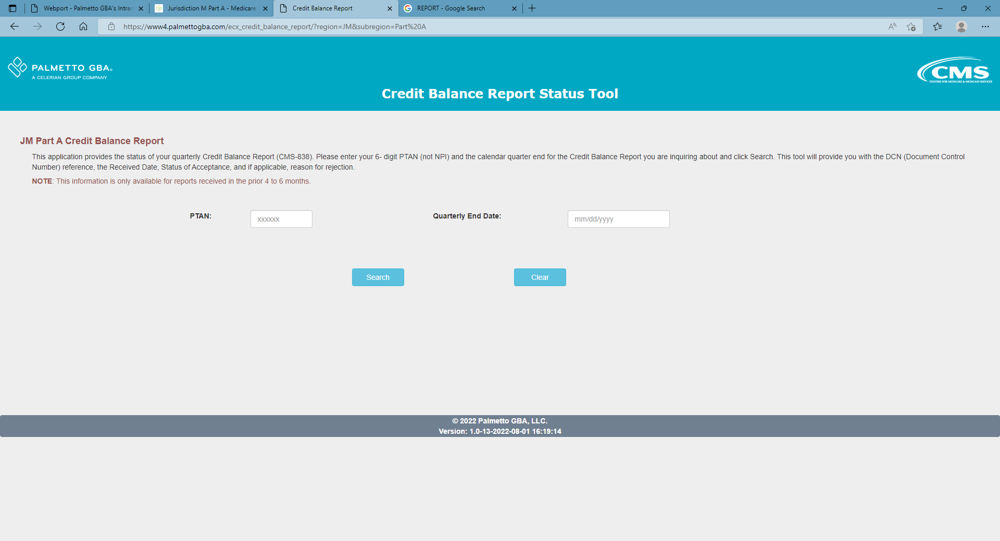 Webport - Palmetto GBA's Intran
Jurisdiction M Part A - Medicare
Credit Balance Report
REPORT - Google Search
https://www4.palmettogba.com/ecx_credit_balance_report/?region=JM&subregion=Part%20A
PALMETTO GBA®
A CELERIAN GROUP COMPANY
CMS
CENTERS FOR MEDICARE & MEDICAID SERVICES
Credit Balance Report Status Tool
JM Part A Credit Balance Report
This application provides the status of your quarterly Credit Balance Report (CMS-838). Please enter your 6- digit PTAN (not NPI) and the calendar quarter end for the Credit Balance Report you are inquiring about and click Search. This tool will provide you with the DCN (Document Control
Number) reference, the Received Date, Status of Acceptance, and if applicable, reason for rejection.
NOTE: This information is only available for reports received in the prior 4 to 6 months.
PTAN: xxxxxx Quarterly End Date: mm/dd/yyyy
Search Clear
© 2022 Palmetto GBA, LLC.
Version: 1.0-13-2022-08-01 16:19:14